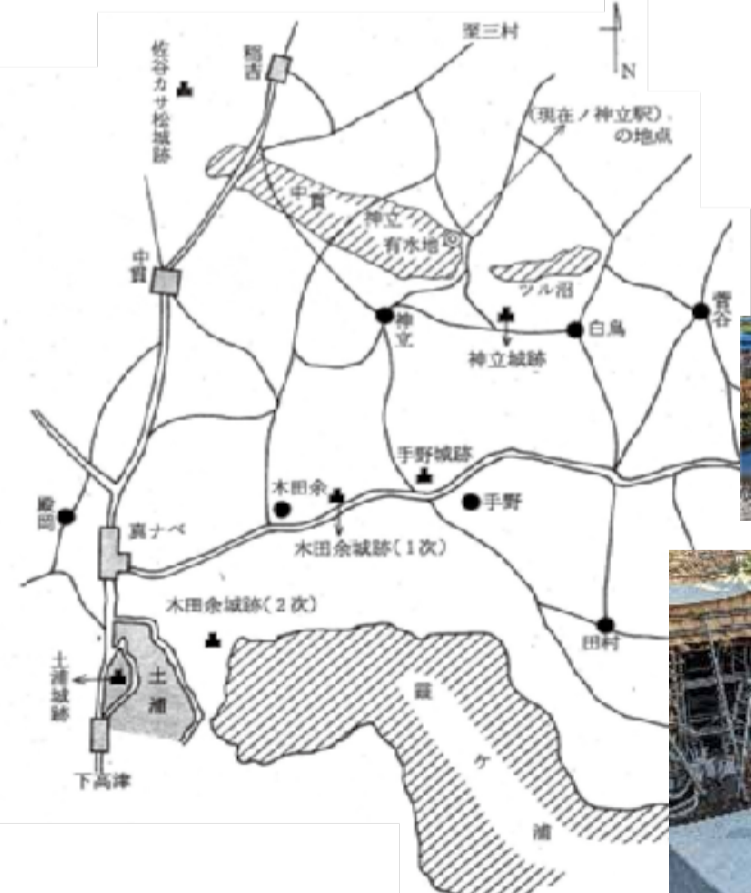 至三村
稲吉
佐谷カサ松城跡
N
(現在ノ神立駅)
の地点
中貫
神立
有水地
ツル沼
中貫
菅谷
神立
白鳥
神立城跡
手野城跡
木田余
手野
殿岡
真ナベ
木田余城跡(1次)
木田余城跡(2次)
田村
土浦城跡
土浦
霞ケ浦
下高津